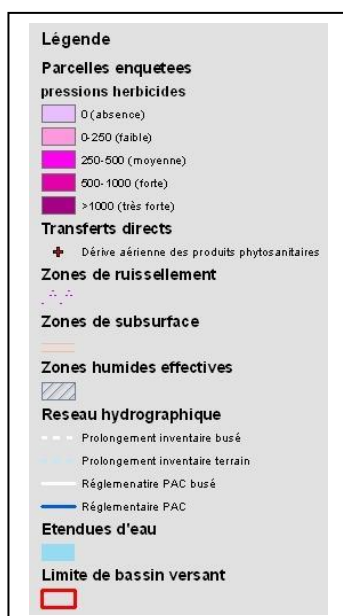 Légende
Parcelles enquetees
pressions herbicides
0 (absence)
0-250 (faible)
250-500 (moyenne)
500-1000 (forte)
>1000 (très forte)
Transferts directs
Dérive aérienne des produits phytosanitaires
Zones de ruissellement
Zones de subsurface
Zones humides effectives
Reseau hydrographique
Prolongement inventaire busé
Prolongement inventaire terrain
Réglemenatire PAC busé
Réglementaire PAC
Etendues d'eau
Limite de bassin versant